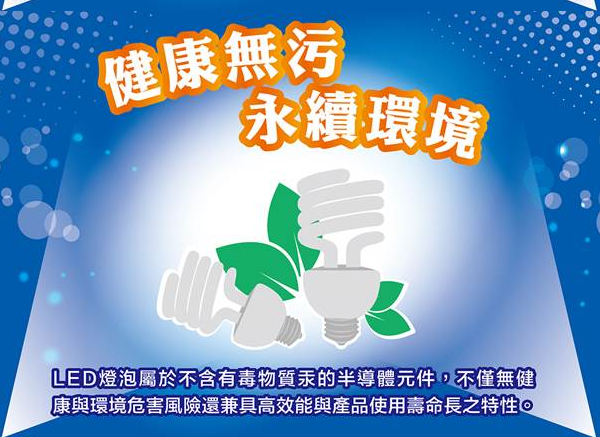 健康無污
永續環境
LED燈泡屬於不含有毒物質汞的半導體元件，不僅無健
康與環境危害風險還兼具高效能與產品使用壽命長之特性。